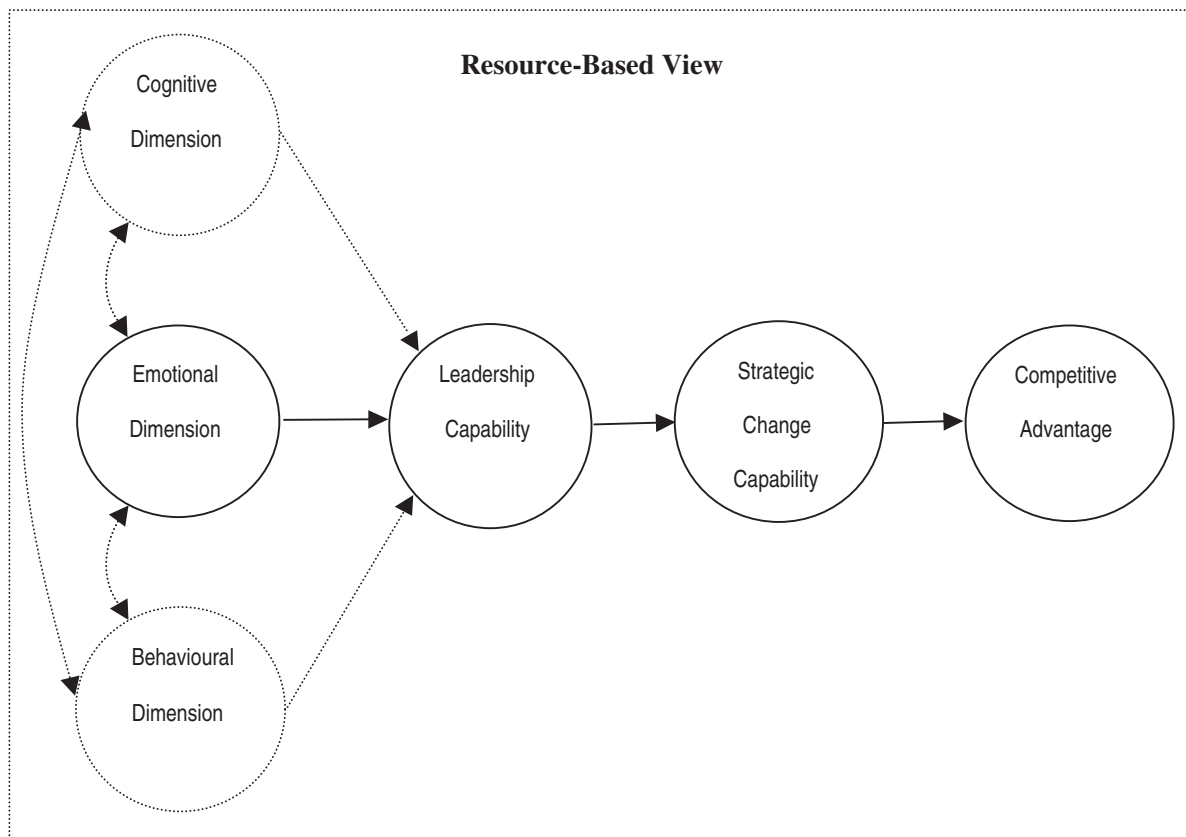 Resource-Based View
Cognitive
Dimension
Emotional
Dimension
Leadership
Capability
Strategic
Change
Capability
Competitive
Advantage
Behavioural
Dimension